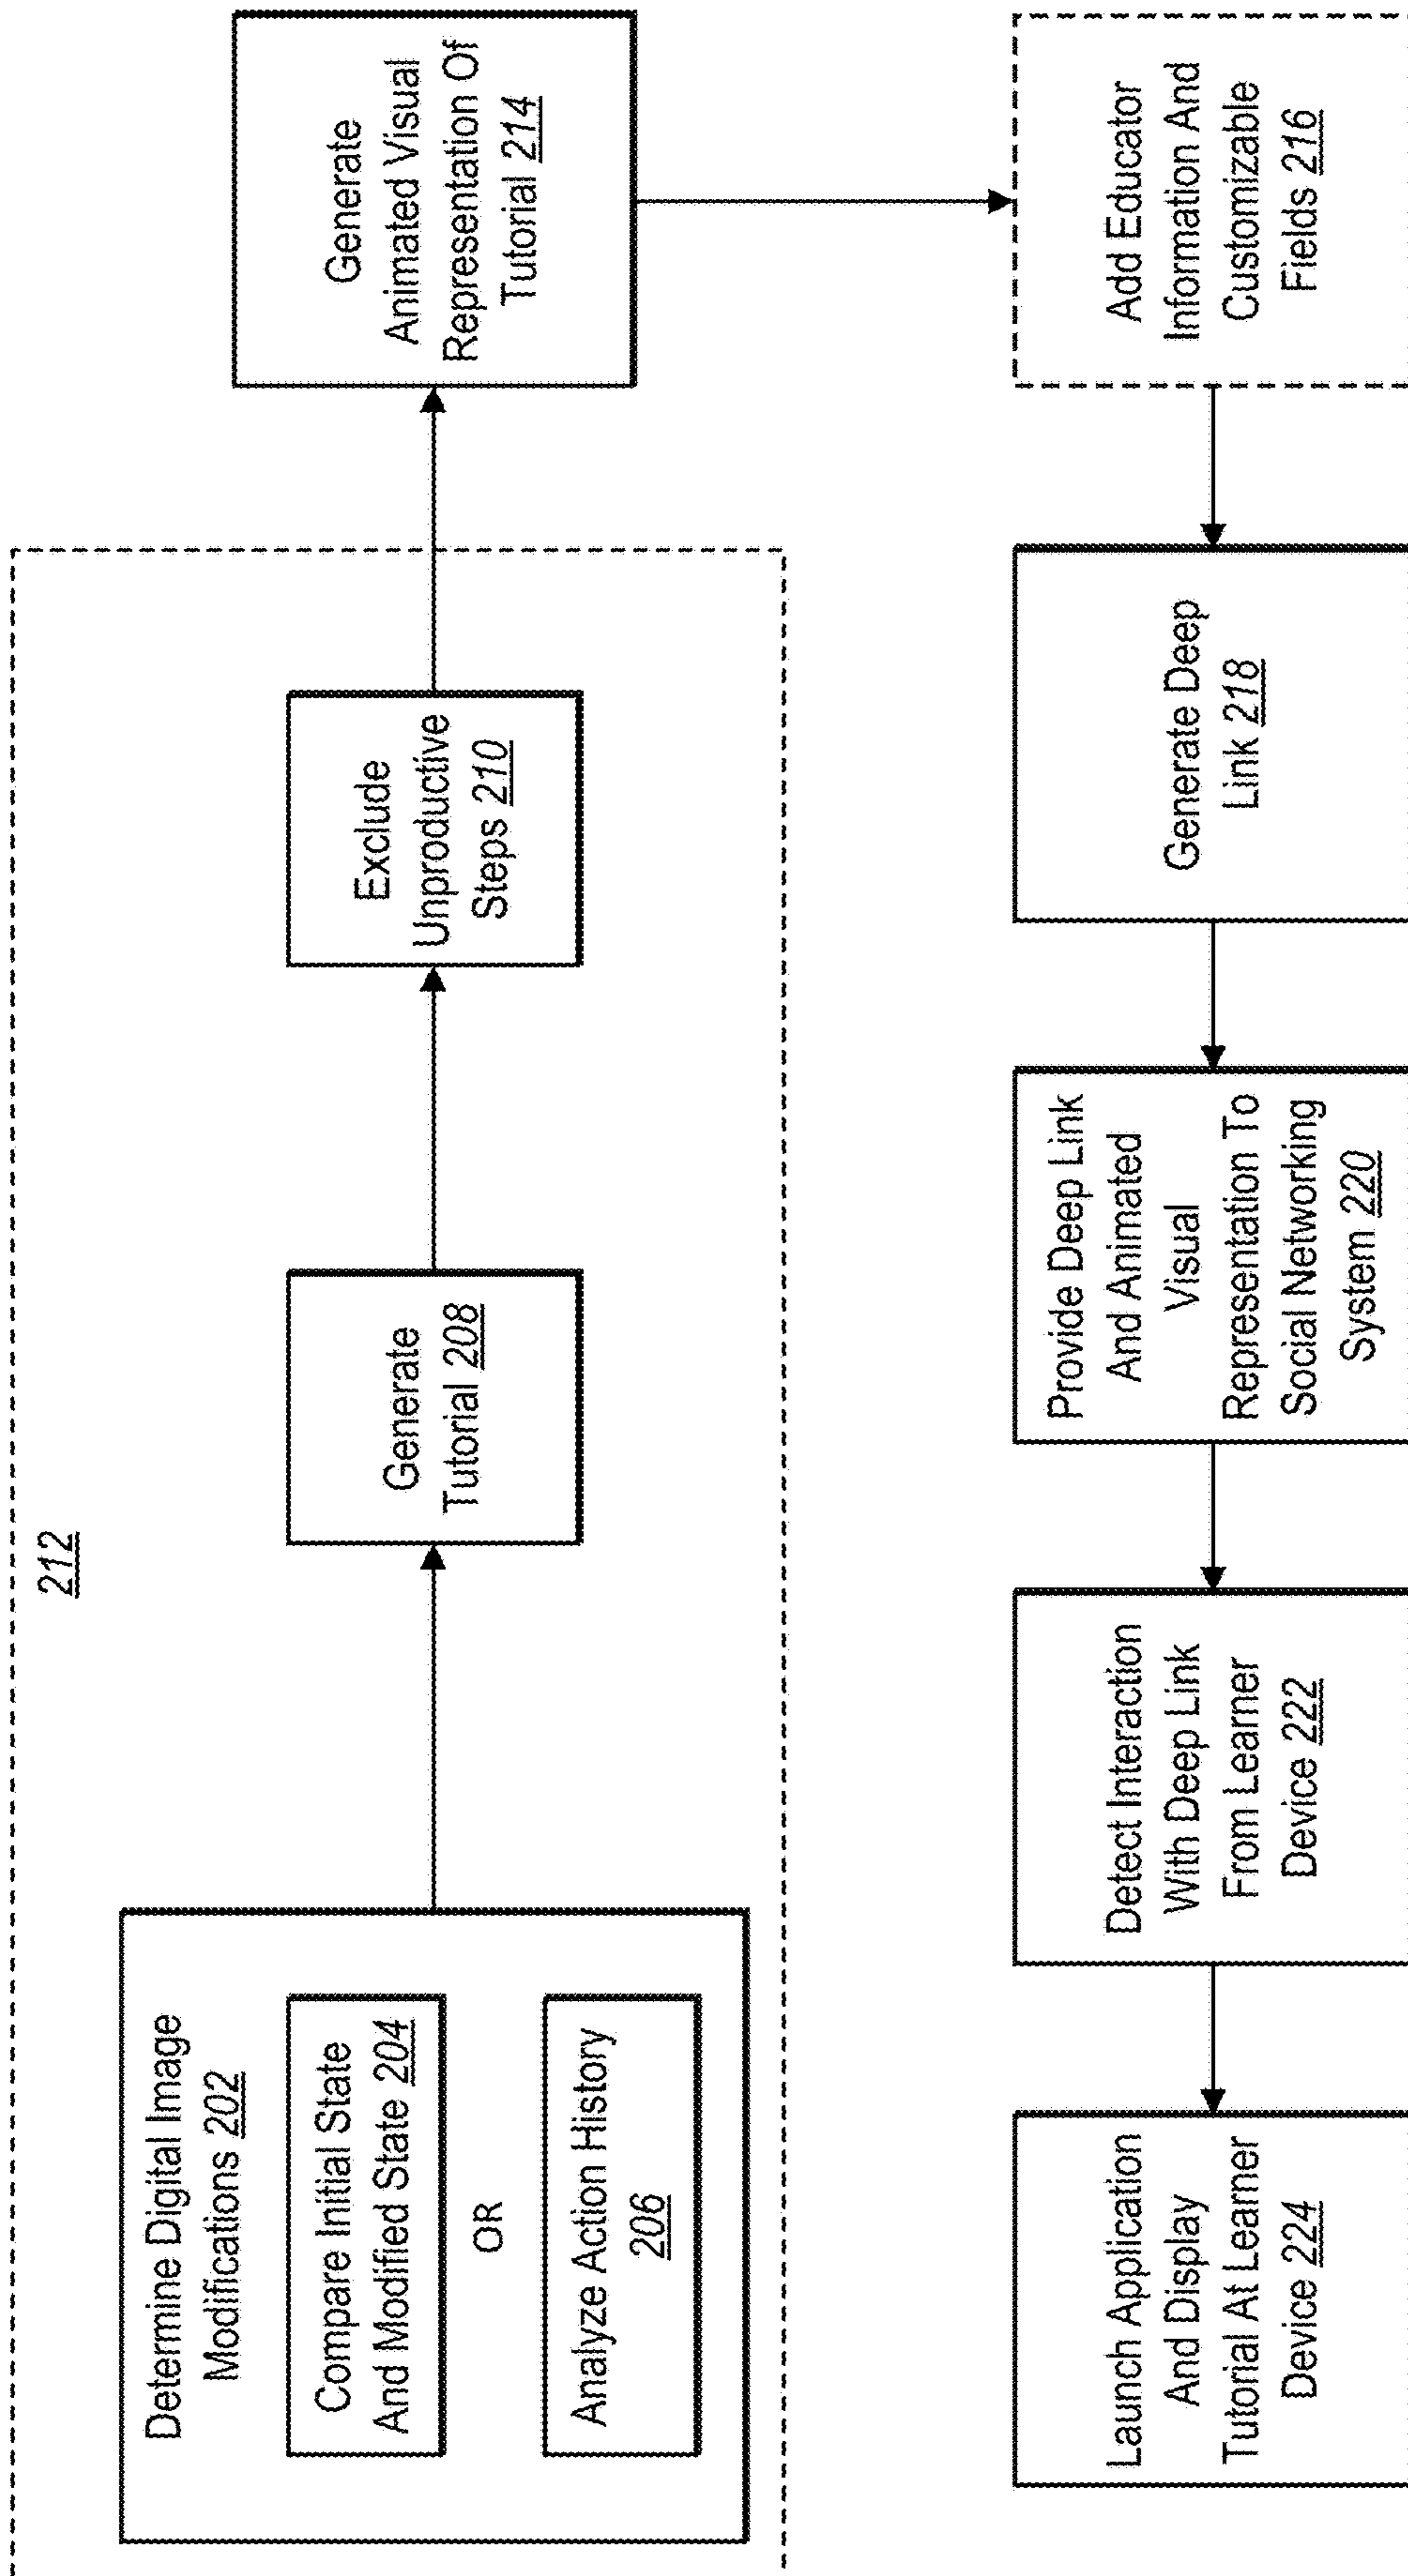 212
Determine Digital Image
Modifications 202
Compare Initial State
And Modified State 204
OR
Analyze Action History
206
Generate
Tutorial 208
Exclude
Unproductive
Steps 210
Generate
Animated Visual
Representation Of
Tutorial 214
Add Educator
Information And
Customizable
Fields 216
Generate Deep
Link 218
Provide Deep Link
And Animated
Visual
Representation To
Social Networking
System 220
Detect Interaction
With Deep Link
From Learner
Device 222
Launch Application
And Display
Tutorial At Learner
Device 224